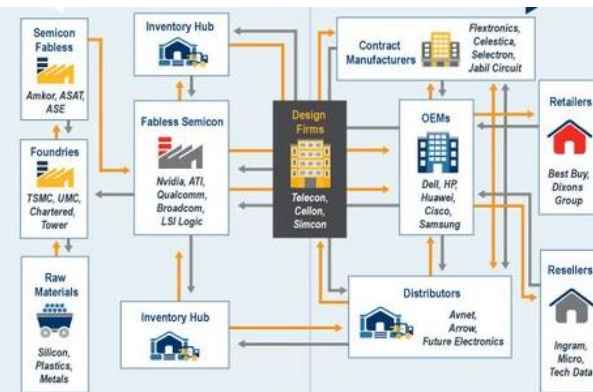 Semicon
Fabless
Amkor, ASAT,
ASE
Foundries
TSMC, UMC,
Chartered,
Tower
Raw
Materials
Silicon,
Plastics,
Metals
Inventory Hub
Fabless Semicon
Nvidia, ATI,
Qualcomm,
Broadcom,
LSI Logic
Inventory Hub
Design
Firms
Telecon,
Cellon,
Simcon
Contract
Manufacturers
Flextronics,
Celestica,
Selectron,
Jabil Circuit
OEMs
Dell, HP,
Huawei,
Cisco,
Samsung
Distributors
Avnet,
Arrow,
Future Electronics
Retailers
Best Buy,
Dixons
Group
Resellers
Ingram,
Micro,
Tech Data